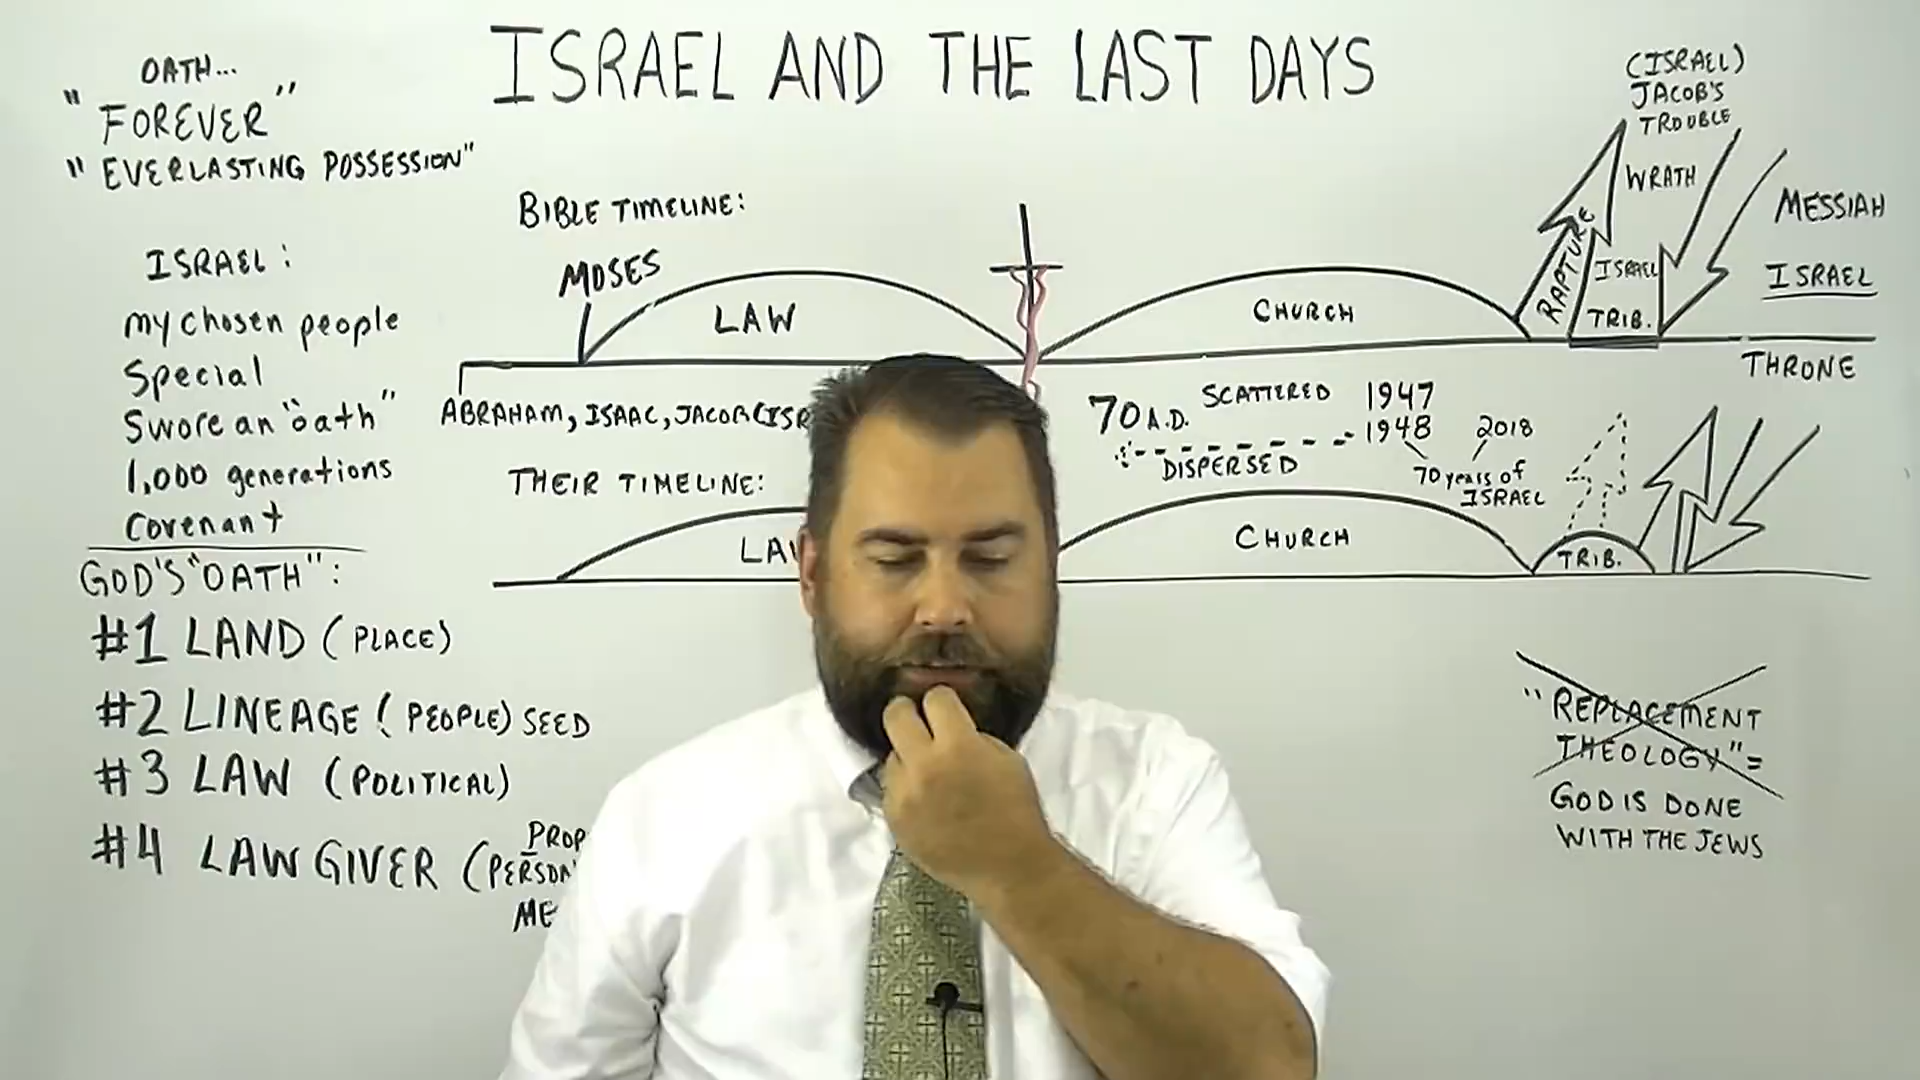 ISRAEL AND THE LAST DAYS
OATH...
"FOREVER"
"EVERLASTING POSSESSION"
ISRAEL:
my chosen people
Special
Swore an "oath"
1,000 generations
Covenant
GOD'S "OATH":
#1 LAND (PLACE)
#2 LINEAGE (PEOPLE) SEED
#3 LAW (POLITICAL)
#4 LAW GIVER (PERSON
BIBLE TIMELINE:
MOSES
LAW
CHURCH
RAPTURE
(ISRAEL)
JACOB'S
TROUBLE
WRATH
ISRAEL
TRIB.
MESSIAH
ISRAEL
THRONE
ABRAHAM, ISAAC, JACOB
70 A.D.
SCATTERED
1947
1948
2018
DISPERSED
70 years of
ISRAEL
THEIR TIMELINE:
CHURCH
TRIB.
"REPLACEMENT
THEOLOGY" =
GOD IS DONE
WITH THE JEWS